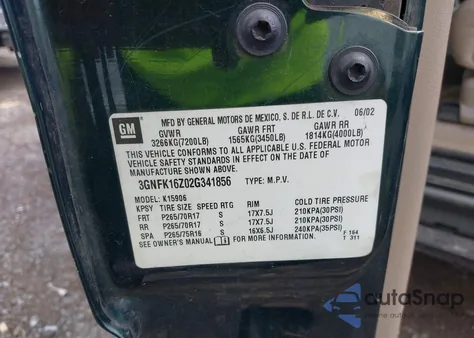 GM
MFD BY GENERAL MOTORS DE MEXICO, S. DE R.L. DE C.V. 06/02
GVWR GAWR FRT GAWR RR
3266KG(7200LB) 1565KG(3450LB) 1814KG(4000LB)
THIS VEHICLE CONFORMS TO ALL APPLICABLE U.S. FEDERAL MOTOR
VEHICLE SAFETY STANDARDS IN EFFECT ON THE DATE OF
MANUFACTURE SHOWN ABOVE.
3GNFK16Z02G341856 TYPE: M.P.V.
MODEL: K15906
KPSY TIRE SIZE SPEED RTG RIM COLD TIRE PRESSURE
FRT P265/70R17 S 17X7.5J 210KPA(30PSI)
RR P265/70R17 S 17X7.5J 210KPA(30PSI)
SPA P265/75R16 S 16X6.5J 240KPA(35PSI)
SEE OWNER'S MANUAL FOR MORE INFORMATION. F 164
T 311
autoSnap